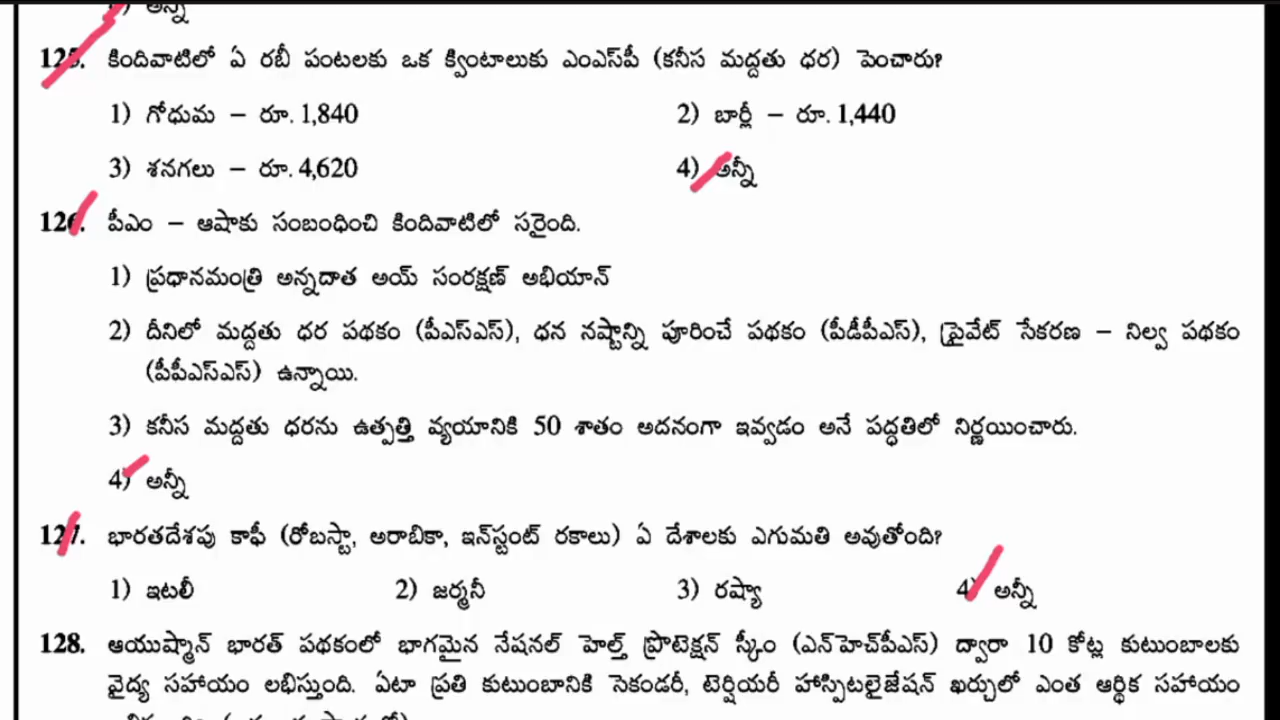 అన్నీ
125. కిందివాటిలో ఏ రబీ పంటలకు ఒక క్వింటాలుకు ఎంఎస్‌పీ (కనీస మద్దతు ధర) పెంచారు?
1) గోధుమ – రూ. 1,840 2) బార్లీ – రూ. 1,440
3) శనగలు – రూ. 4,620 4) అన్నీ
126. పీఎం – ఆషాకు సంబంధించి కిందివాటిలో సరైంది.
1) ప్రధానమంత్రి అన్నదాత అయ్ సంరక్షణ్ అభియాన్
2) దీనిలో మద్దతు ధర పథకం (పీఎస్ఎస్), ధన నష్టాన్ని పూరించే పథకం (పీడీపీఎస్), ప్రైవేట్ సేకరణ – నిల్వ పథకం
(పీపీఎస్ఎస్) ఉన్నాయి.
3) కనీస మద్దతు ధరను ఉత్పత్తి వ్యయానికి 50 శాతం అదనంగా ఇవ్వడం అనే పద్ధతిలో నిర్ణయించారు.
4) అన్నీ
127. భారతదేశపు కాఫీ (రోబస్టా, అరాబికా, ఇన్‌స్టంట్ రకాలు) ఏ దేశాలకు ఎగుమతి అవుతోంది?
1) ఇటలీ 2) జర్మనీ 3) రష్యా 4) అన్నీ
128. ఆయుష్మాన్ భారత్ పథకంలో భాగమైన నేషనల్ హెల్త్ ప్రొటెక్షన్ స్కీం (ఎన్‌హెచ్‌పీఎస్) ద్వారా 10 కోట్ల కుటుంబాలకు
వైద్య సహాయం లభిస్తుంది. ఏటా ప్రతి కుటుంబానికి సెకండరీ, టెర్షియరీ హాస్పిటలైజేషన్ ఖర్చులో ఎంత ఆర్థిక సహాయం